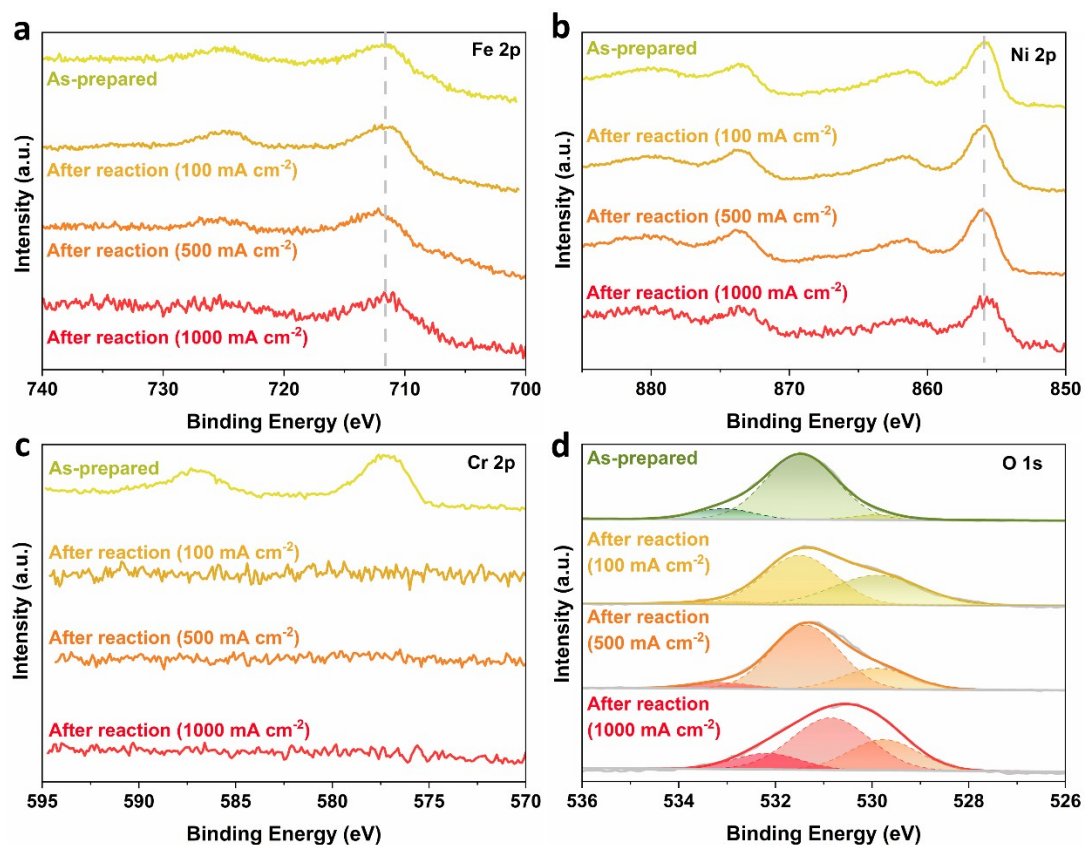 a
Fe 2p
As-prepared
After reaction (100 mA cm⁻²)
After reaction (500 mA cm⁻²)
After reaction (1000 mA cm⁻²)
Intensity (a.u.)
740 730 720 710 700
Binding Energy (eV)
b
Ni 2p
As-prepared
After reaction (100 mA cm⁻²)
After reaction (500 mA cm⁻²)
After reaction (1000 mA cm⁻²)
Intensity (a.u.)
880 870 860 850
Binding Energy (eV)
c
Cr 2p
As-prepared
After reaction (100 mA cm⁻²)
After reaction (500 mA cm⁻²)
After reaction (1000 mA cm⁻²)
Intensity (a.u.)
595 590 585 580 575 570
Binding Energy (eV)
d
O 1s
As-prepared
After reaction
(100 mA cm⁻²)
After reaction
(500 mA cm⁻²)
After reaction
(1000 mA cm⁻²)
Intensity (a.u.)
536 534 532 530 528 526
Binding Energy (eV)